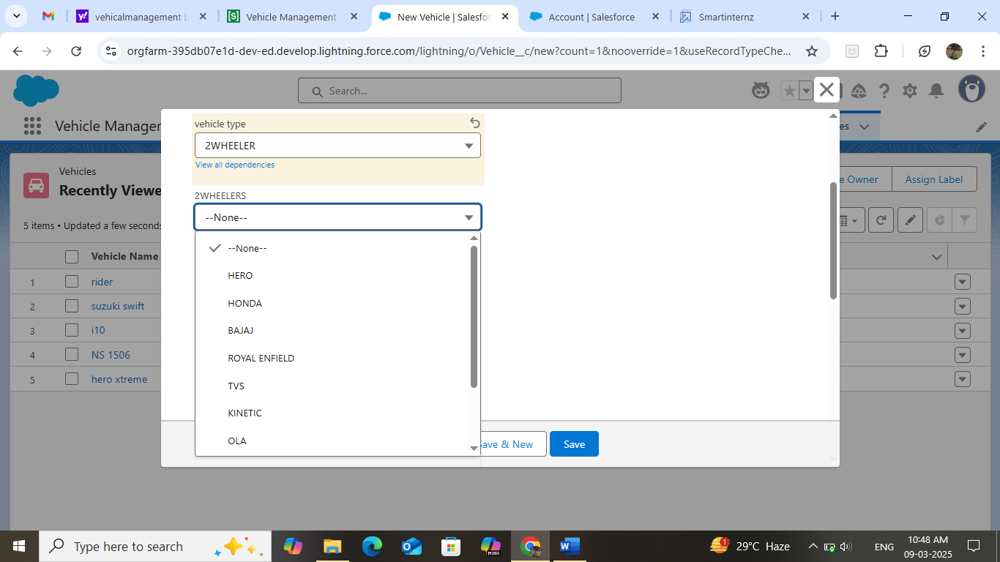 vehicalmanagement b
Vehicle Management
New Vehicle | Salesfor
Account | Salesforce
Smartinternz
orgfarm-395db07e1d-dev-ed.develop.lightning.force.com/lightning/o/Vehicle__c/new?count=1&nooverride=1&useRecordTypeChe...
Search...
Vehicle Manager
es
vehicle type
2WHEELER
View all dependencies
Vehicles
Recently Viewe
e Owner
Assign Label
2WHEELERS
--None--
5 items • Updated a few seconds
--None--
HERO
HONDA
BAJAJ
ROYAL ENFIELD
TVS
KINETIC
OLA
Vehicle Name
1 rider
2 suzuki swift
3 i10
4 NS 1506
5 hero xtreme
Save & New
Save
Type here to search
M365
1
29°C Haze
ENG
10:48 AM
09-03-2025